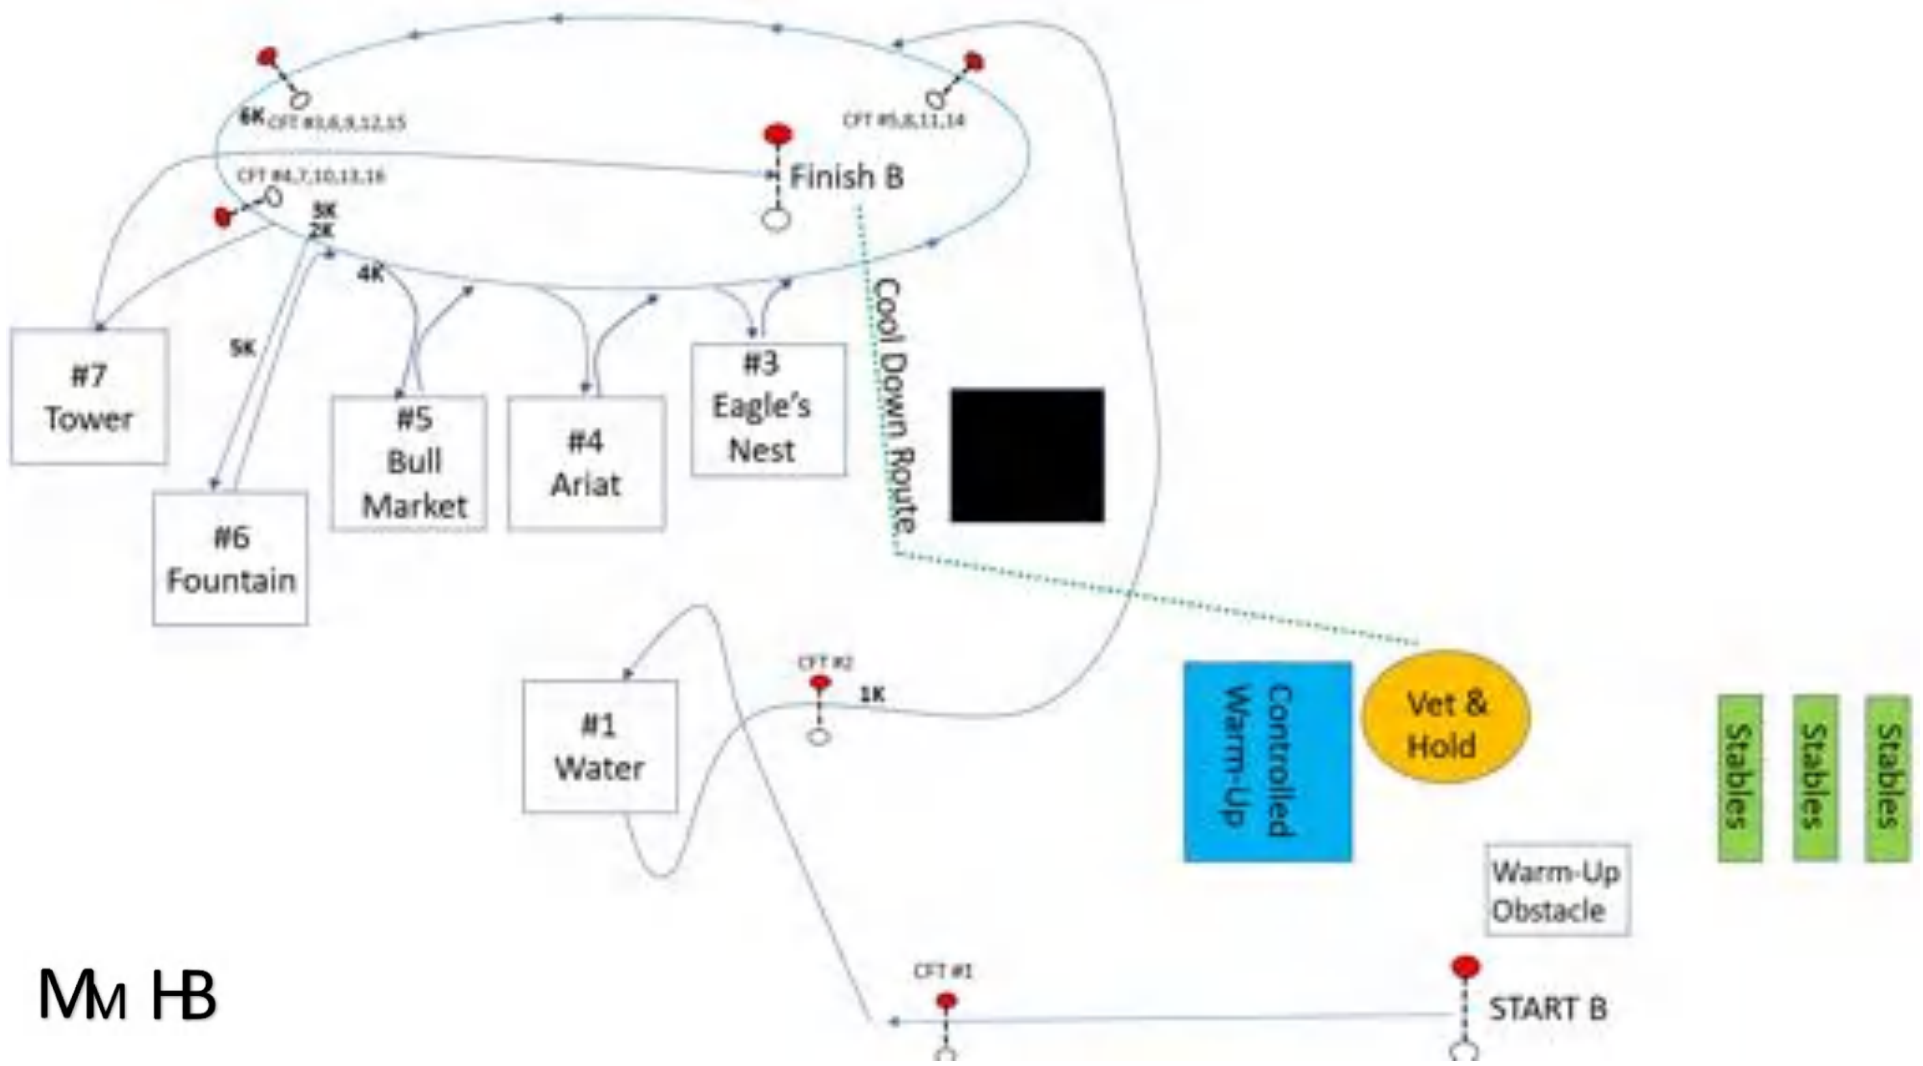 6K
CFT #3,6,9,12,15
CFT #5,8,11,14
CFT #4,7,10,13,16
Finish B
3K
2K
4K
5K
Cool Down Route
#7
Tower
#6
Fountain
#5
Bull
Market
#4
Ariat
#3
Eagle's
Nest
CFT #2
1K
#1
Water
Controlled
Warm-Up
Vet &
Hold
Stables
Stables
Stables
Warm-Up
Obstacle
CFT #1
START B
MM HB